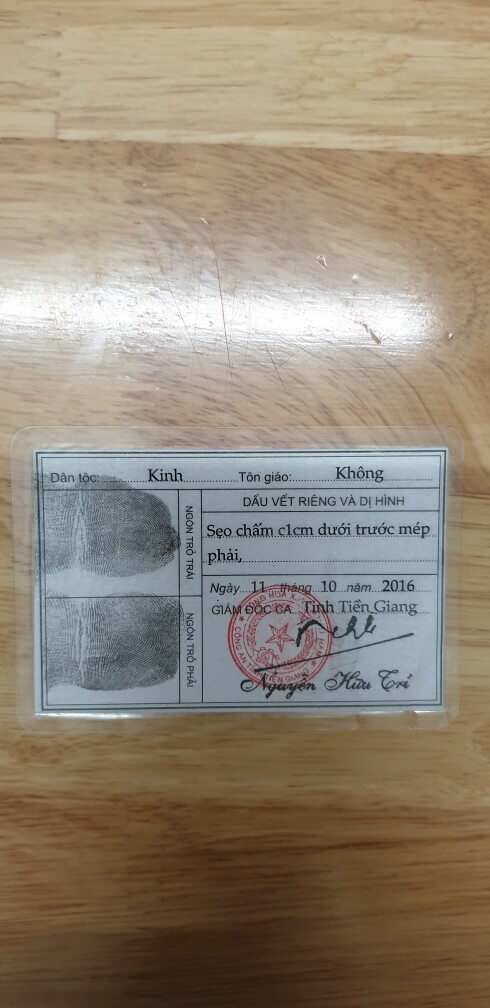 Dân tộc: Kinh Tôn giáo: Không
NGÓN TRỎ TRÁI
NGÓN TRỎ PHẢI
DẤU VẾT RIÊNG VÀ DỊ HÌNH
Sẹo chấm c1cm dưới trước mép
phải,
Ngày 11 tháng 10 năm 2016
GIÁM ĐỐC CA Tỉnh Tiền Giang
Nguyễn Hữu Trí